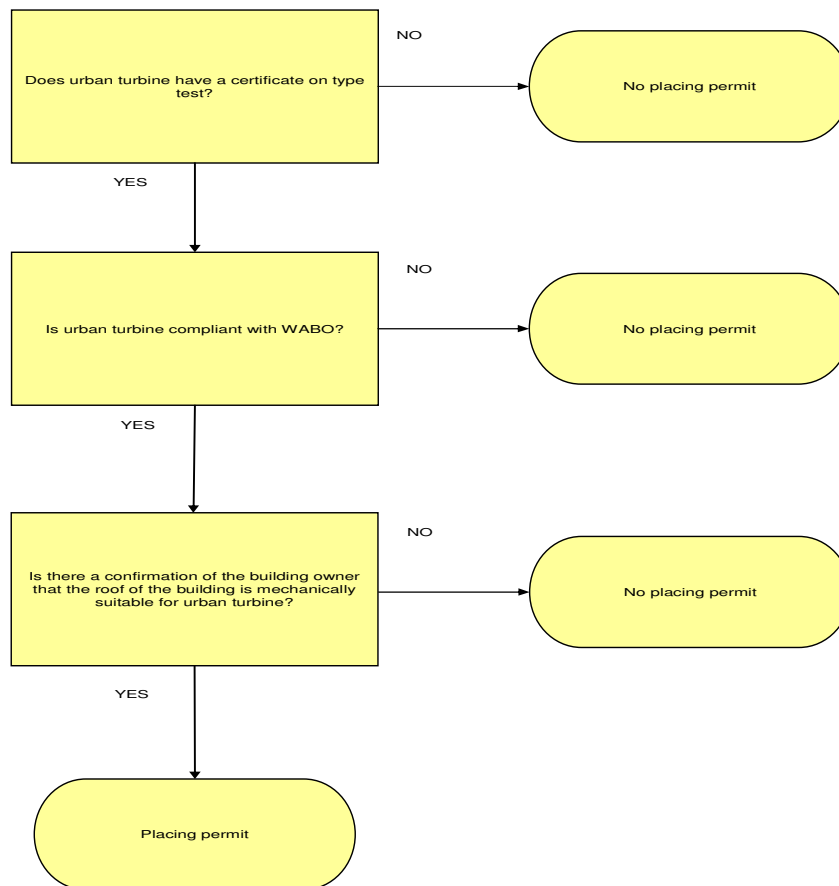 NO
Does urban turbine have a certificate on type
test?
No placing permit
YES
NO
Is urban turbine compliant with WABO?
No placing permit
YES
NO
Is there a confirmation of the building owner
that the roof of the building is mechanically
suitable for urban turbine?
No placing permit
YES
Placing permit